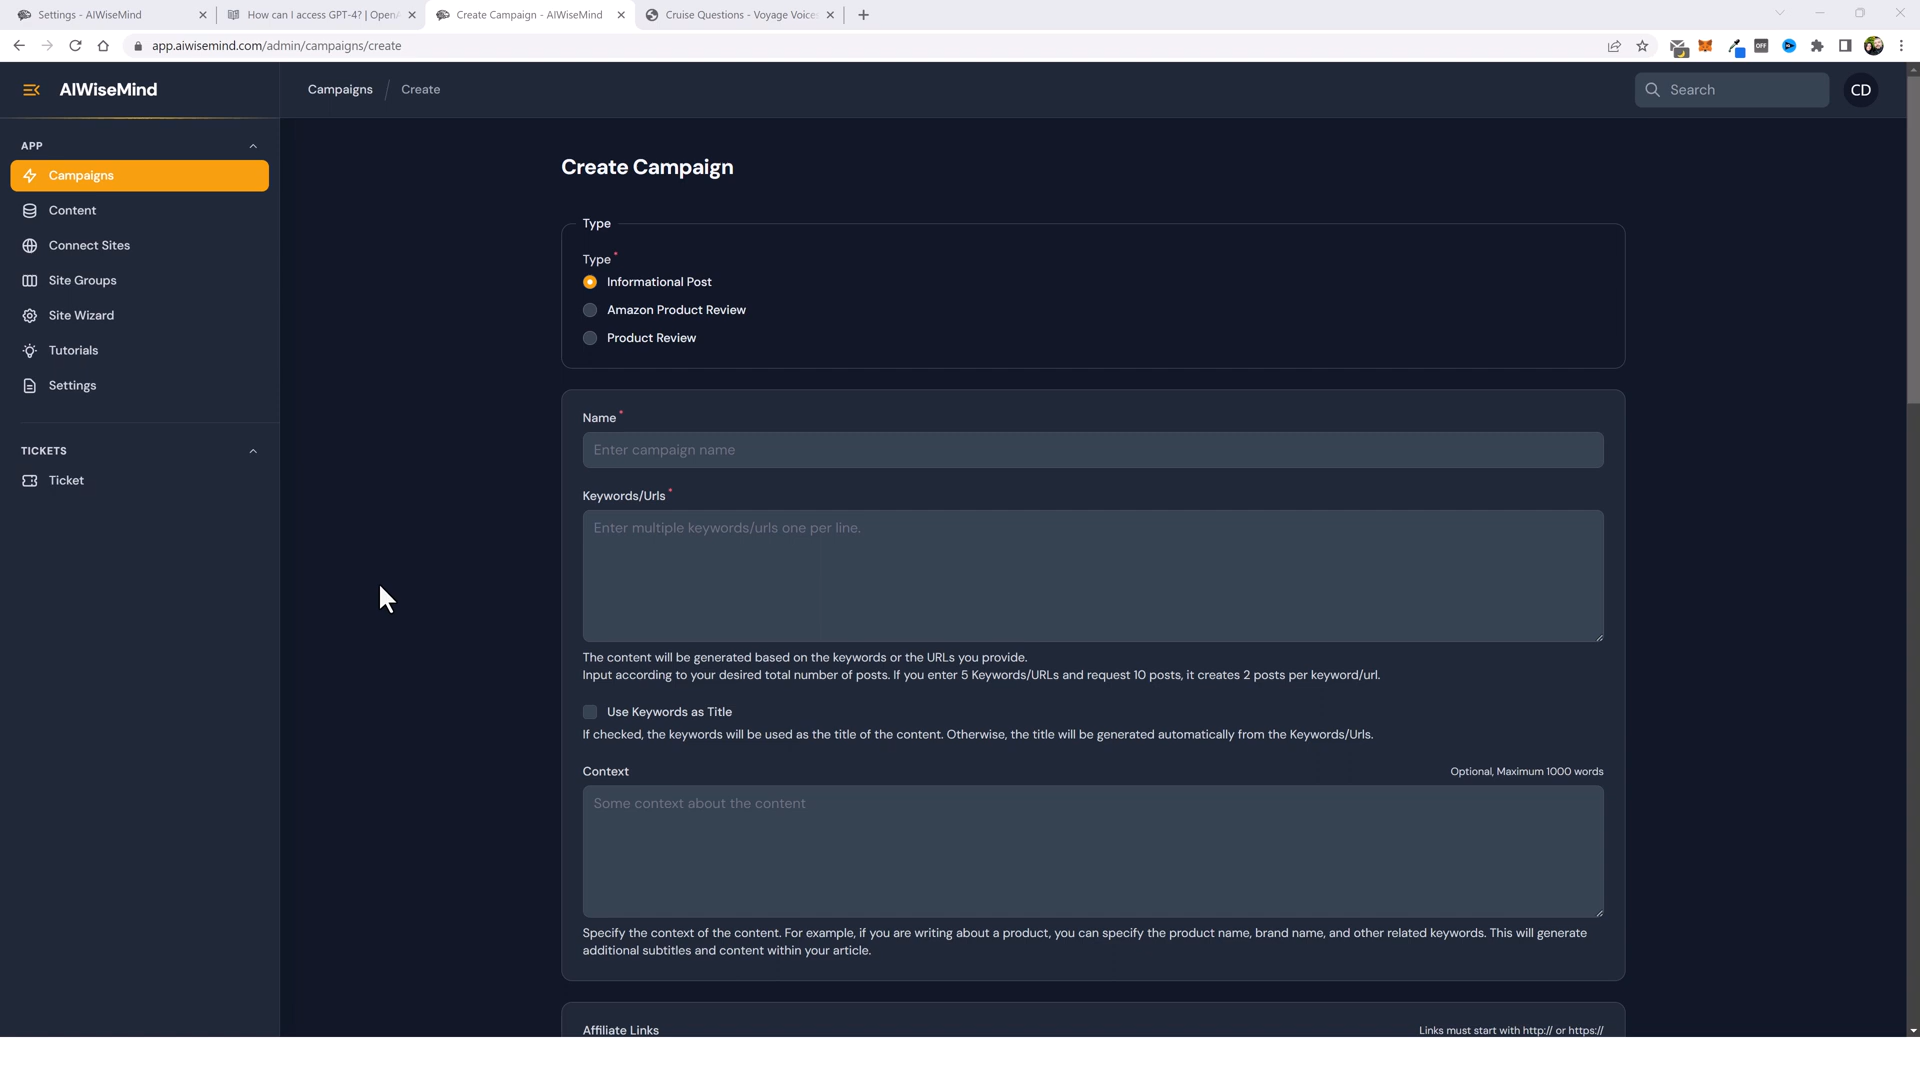 Settings - AIWiseMind
How can I access GPT-4? | Open
Create Campaign - AIWiseMind
Cruise Questions - Voyage Voice
app.aiwisemind.com/admin/campaigns/create
OFF
AIWiseMind
Campaigns
Create
Search
CD
APP
Campaigns
Content
Connect Sites
Site Groups
Site Wizard
Tutorials
Settings
TICKETS
Ticket
Create Campaign
Type
Type *
Informational Post
Amazon Product Review
Product Review
Name *
Enter campaign name
Keywords/Urls *
Enter multiple keywords/urls one per line.
The content will be generated based on the keywords or the URLs you provide.
Input according to your desired total number of posts. If you enter 5 Keywords/URLs and request 10 posts, it creates 2 posts per keyword/url.
Use Keywords as Title
If checked, the keywords will be used as the title of the content. Otherwise, the title will be generated automatically from the Keywords/Urls.
Context
Optional, Maximum 1000 words
Some context about the content
Specify the context of the content. For example, if you are writing about a product, you can specify the product name, brand name, and other related keywords. This will generate
additional subtitles and content within your article.
Affiliate Links
Links must start with http:// or https://